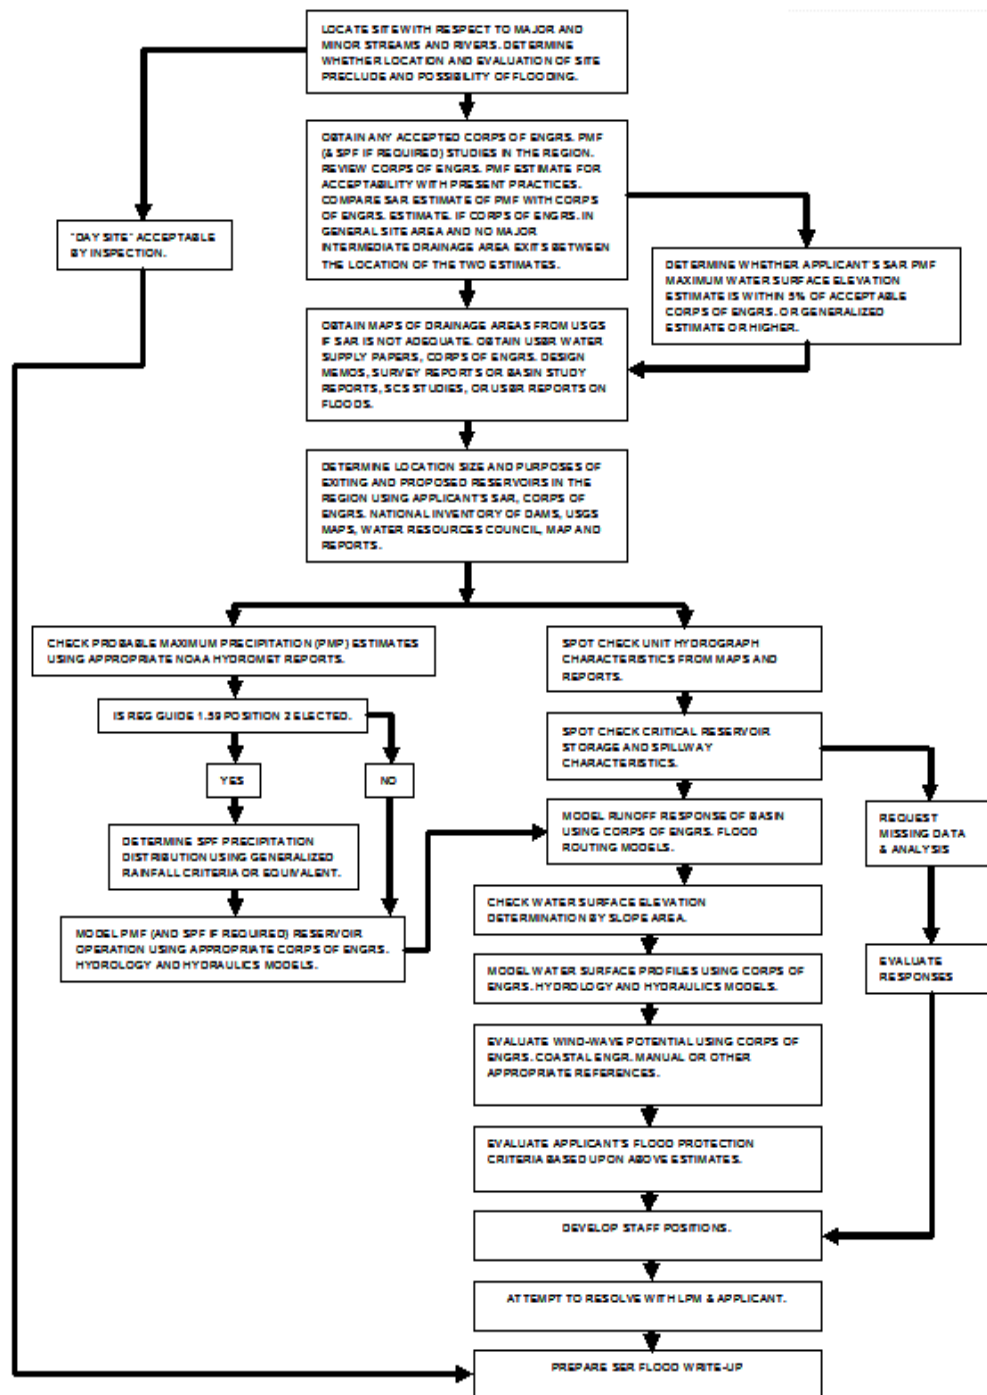 LOCATE SITE WITH RESPECT TO MAJOR AND
MINOR STREAMS AND RIVERS. DETERMINE
WHETHER LOCATION AND EVALUATION OF SITE
PRECLUDE AND POSSIBILITY OF FLOODING.
OBTAIN ANY ACCEPTED CORPS OF ENGRS. PMF
(& SPF IF REQUIRED) STUDIES IN THE REGION.
REVIEW CORPS OF ENGRS. PMF ESTIMATE FOR
ACCEPTABILITY WITH PRESENT PRACTICES.
COMPARE SAR ESTIMATE OF PMF WITH CORPS
OF ENGRS. ESTIMATE. IF CORPS OF ENGRS. IN
GENERAL SITE AREA AND NO MAJOR
INTERMEDIATE DRAINAGE AREA EXITS BETWEEN
THE LOCATION OF THE TWO ESTIMATES.
"DAY SITE" ACCEPTABLE
BY INSPECTION.
DETERMINE WHETHER APPLICANT'S SAR PMF
MAXIMUM WATER SURFACE ELEVATION
ESTIMATE IS WITHIN 5% OF ACCEPTABLE
CORPS OF ENGRS. OR GENERALIZED
ESTIMATE OR HIGHER.
OBTAIN MAPS OF DRAINAGE AREAS FROM USGS
IF SAR IS NOT ADEQUATE. OBTAIN USBR WATER
SUPPLY PAPERS, CORPS OF ENGRS. DESIGN
MEMOS, SURVEY REPORTS OR BASIN STUDY
REPORTS, SCS STUDIES, OR USBR REPORTS ON
FLOODS.
DETERMINE LOCATION SIZE AND PURPOSES OF
EXITING AND PROPOSED RESERVOIRS IN THE
REGION USING APPLICANT'S SAR, CORPS OF
ENGRS. NATIONAL INVENTORY OF DAMS, USGS
MAPS, WATER RESOURCES COUNCIL, MAP AND
REPORTS.
CHECK PROBABLE MAXIMUM PRECIPITATION (PMP) ESTIMATES
USING APPROPRIATE NOAA HYDROMET REPORTS.
IS REG GUIDE 1.59 POSITION 2 ELECTED.
YES
NO
DETERMINE SPF PRECIPITATION
DISTRIBUTION USING GENERALIZED
RAINFALL CRITERIA OR EQUIVALENT.
MODEL PMF (AND SPF IF REQUIRED) RESERVOIR
OPERATION USING APPROPRIATE CORPS OF ENGRS.
HYDROLOGY AND HYDRAULICS MODELS.
SPOT CHECK UNIT HYDROGRAPH
CHARACTERISTICS FROM MAPS AND
REPORTS.
SPOT CHECK CRITICAL RESERVOIR
STORAGE AND SPILLWAY
CHARACTERISTICS.
MODEL RUNOFF RESPONSE OF BASIN
USING CORPS OF ENGRS. FLOOD
ROUTING MODELS.
REQUEST
MISSING DATA
& ANALYSIS
CHECK WATER SURFACE ELEVATION
DETERMINATION BY SLOPE AREA.
EVALUATE
RESPONSES
MODEL WATER SURFACE PROFILES USING CORPS OF
ENGRS. HYDROLOGY AND HYDRAULICS MODELS.
EVALUATE WIND-WAVE POTENTIAL USING CORPS OF
ENGRS. COASTAL ENGR. MANUAL OR OTHER
APPROPRIATE REFERENCES.
EVALUATE APPLICANT'S FLOOD PROTECTION
CRITERIA BASED UPON ABOVE ESTIMATES.
DEVELOP STAFF POSITIONS.
ATTEMPT TO RESOLVE WITH LPM & APPLICANT.
PREPARE SER FLOOD WRITE-UP